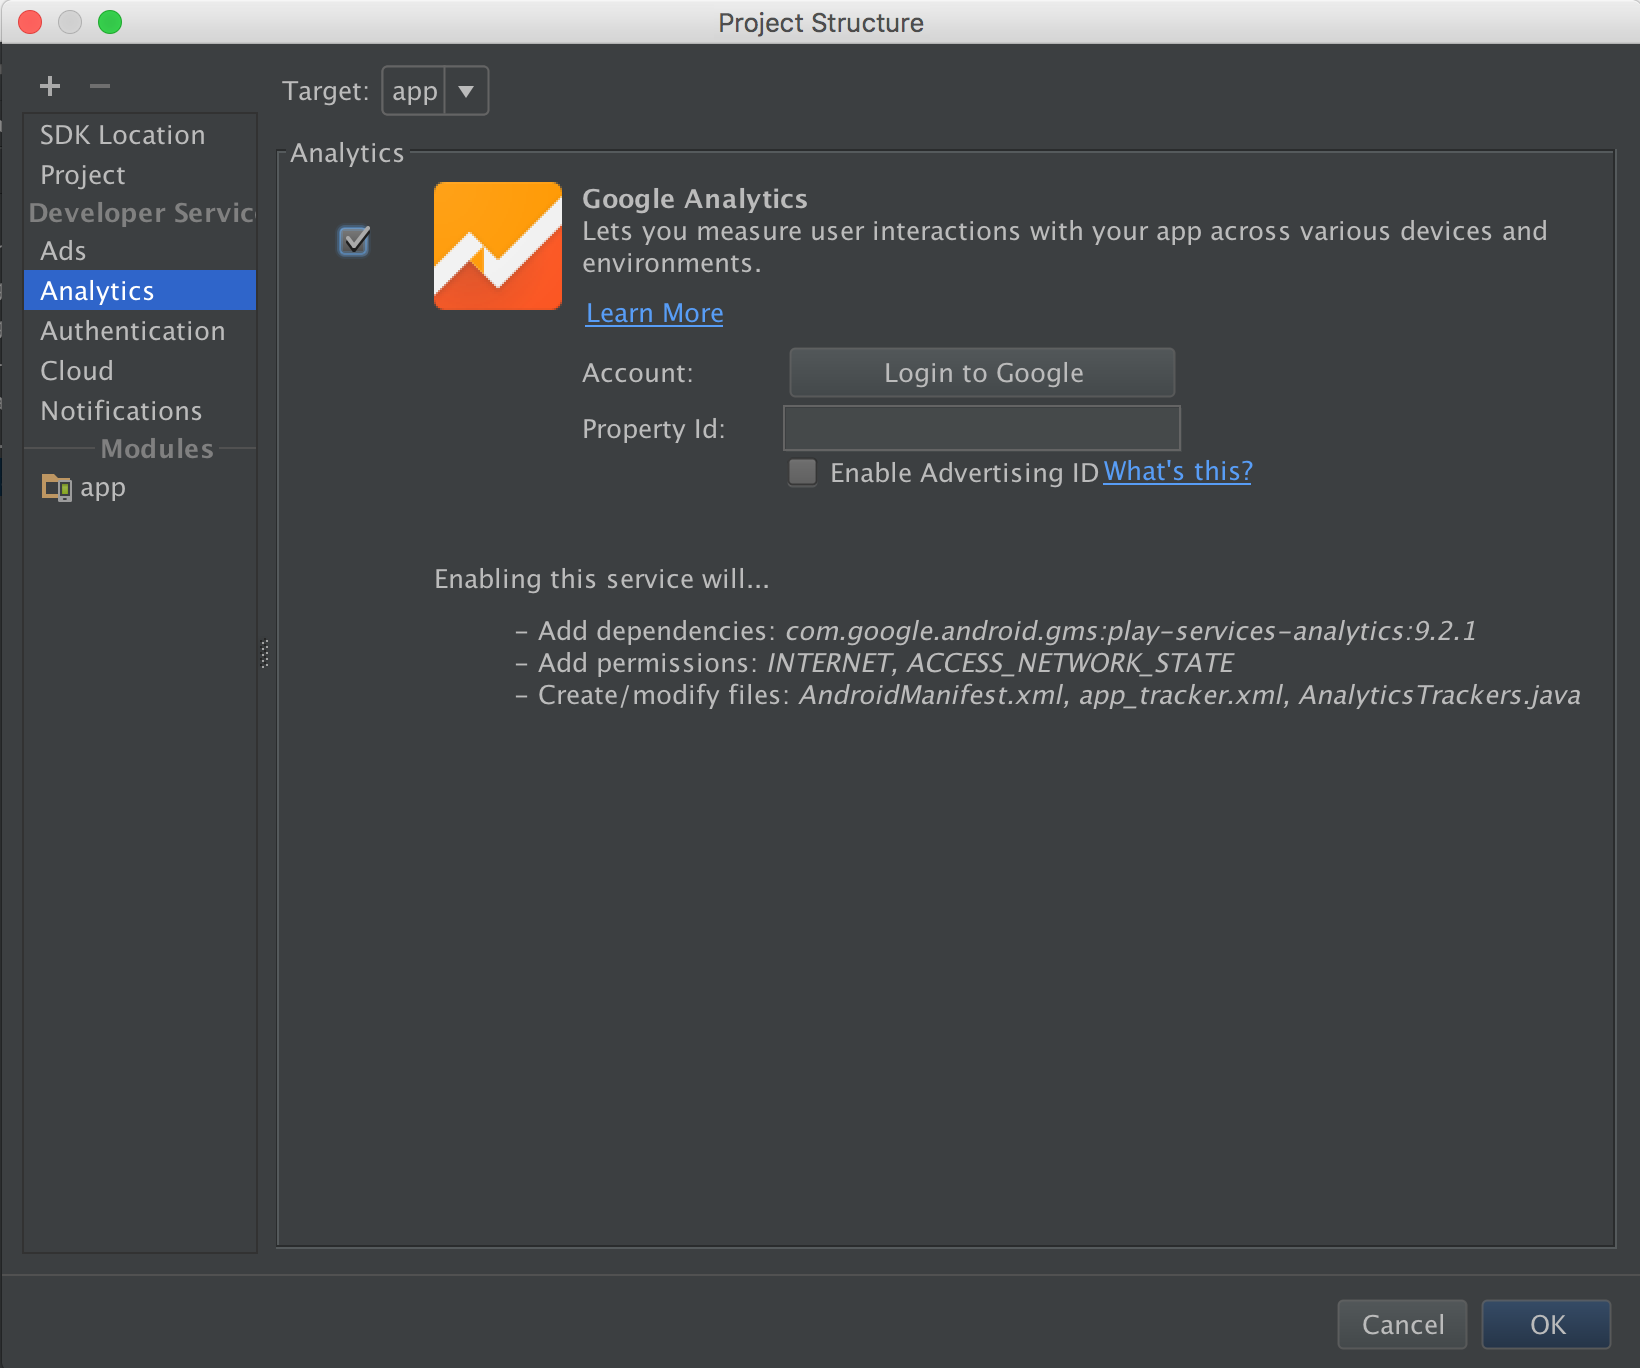 Project Structure
Target: app
SDK Location
Project
Developer Servic
Ads
Analytics
Authentication
Cloud
Notifications
Modules
app
Analytics
Google Analytics
Lets you measure user interactions with your app across various devices and
environments.
Learn More
Account: Login to Google
Property Id:
Enable Advertising ID What's this?
Enabling this service will...
– Add dependencies: com.google.android.gms:play-services-analytics:9.2.1
– Add permissions: INTERNET, ACCESS_NETWORK_STATE
– Create/modify files: AndroidManifest.xml, app_tracker.xml, AnalyticsTrackers.java
Cancel OK